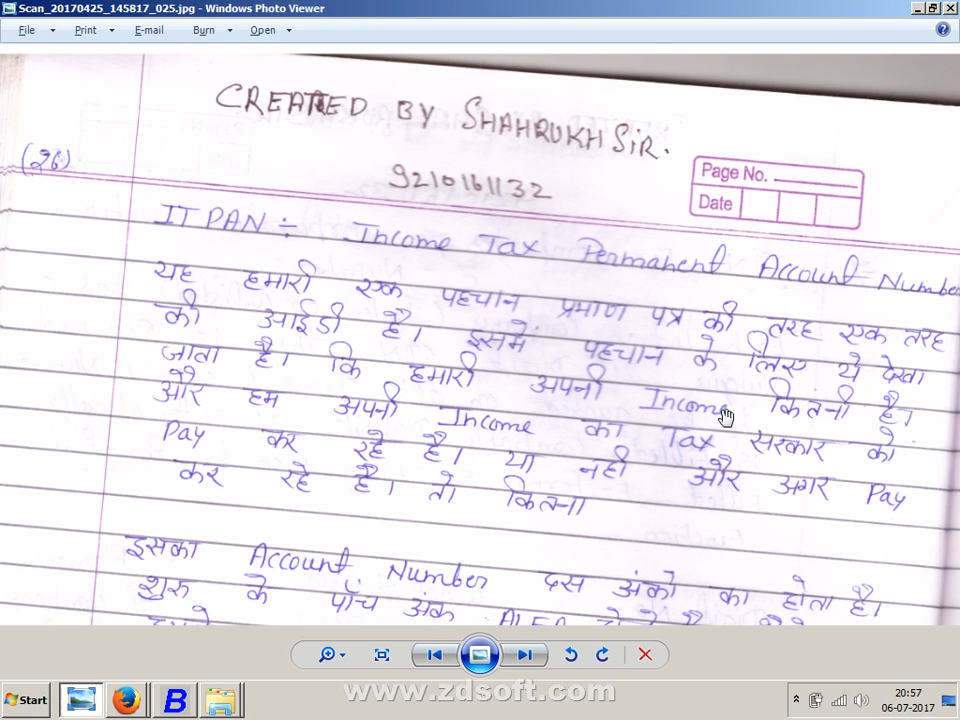 Scan_20170425_145817_025.jpg - Windows Photo Viewer
File Print E-mail Burn Open
CREATED BY SHAHRUKH SIR.
(26)
9210161132
Page No.
Date
IT PAN ÷ Income Tax Permanent Account Number
यह हमारी एक पहचान प्रमाण पत्र की तरह एक तरह
की आईडी है। इसमे पहचान के लिए ये देखा
जाता है। कि हमारी अपनी Income कितनी है।
और हम अपनी Income का Tax सरकार को
Pay कर रहे है। या नही और अगर Pay
कर रहे है। तो कितना
इसका Account Number दस अंको का होता है।
शुरु के पाँच अंक
www.zdsoft.com
Start
B
20:57
06-07-2017